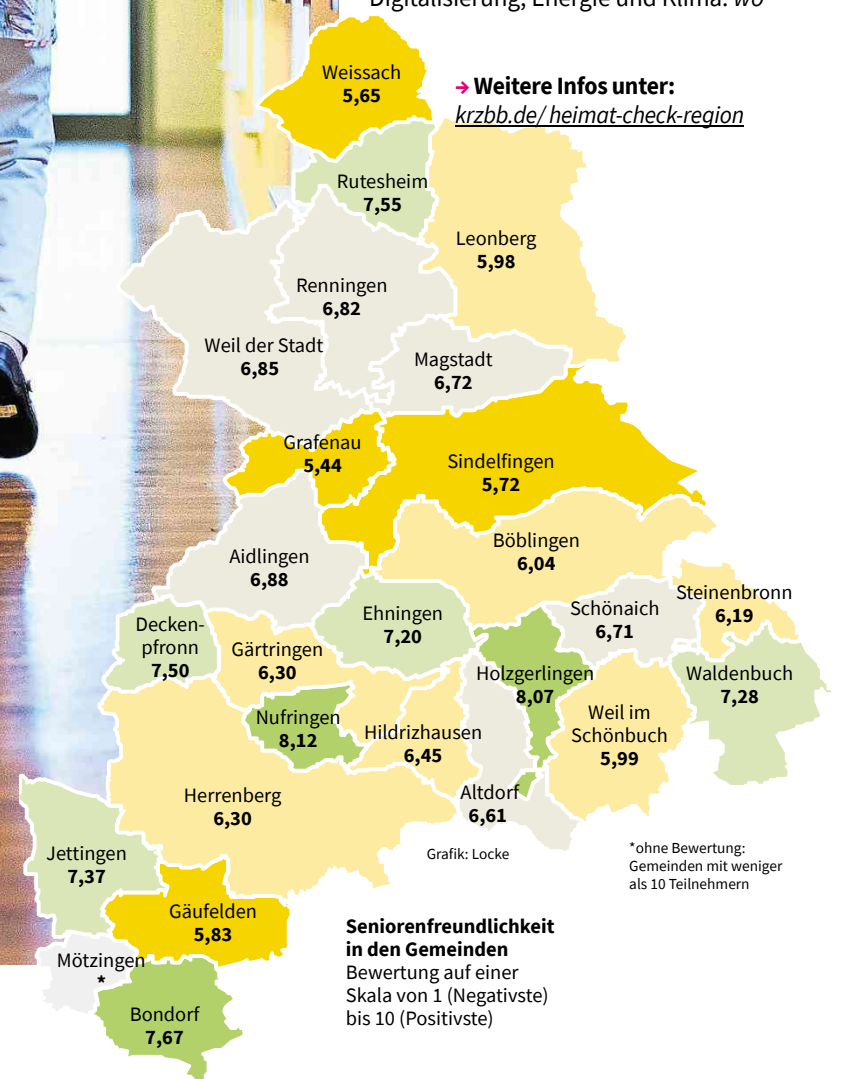 Digitalisierung, Energie und Klima. wo
→ Weitere Infos unter:
krzbb.de/heimat-check-region
Weissach
5,65
Rutesheim
7,55
Leonberg
5,98
Renningen
6,82
Weil der Stadt
6,85
Magstadt
6,72
Grafenau
5,44
Sindelfingen
5,72
Böblingen
6,04
Aidlingen
6,88
Steinenbronn
6,19
Schönaich
6,71
Ehningen
7,20
Decken-
pfronn
7,50
Gärtringen
6,30
Holzgerlingen
8,07
Waldenbuch
7,28
Weil im
Schönbuch
5,99
Nufringen
8,12
Hildrizhausen
6,45
Herrenberg
6,30
Altdorf
6,61
Jettingen
7,37
Gäufelden
5,83
Mötzingen
*
Bondorf
7,67
Grafik: Locke
*ohne Bewertung:
Gemeinden mit weniger
als 10 Teilnehmern
Seniorenfreundlichkeit
in den Gemeinden
Bewertung auf einer
Skala von 1 (Negativste)
bis 10 (Positivste)